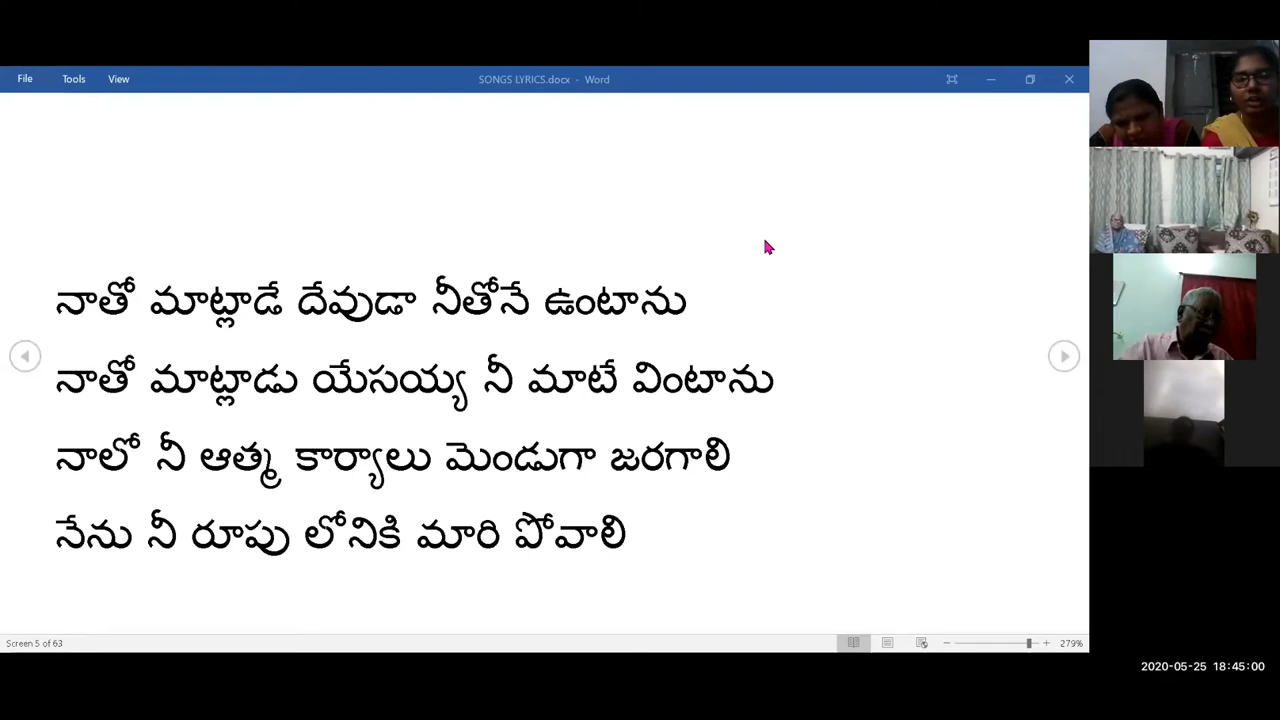 File Tools View SONGS LYRICS.docx - Word
నాతో మాట్లాడే దేవుడా నీతోనే ఉంటాను
నాతో మాట్లాడు యేసయ్య నీ మాటే వింటాను
నాలో నీ ఆత్మ కార్యాలు మెండుగా జరగాలి
నేను నీ రూపు లోనికి మారి పోవాలి
Screen 5 of 63 279%
2020-05-25 18:45:00